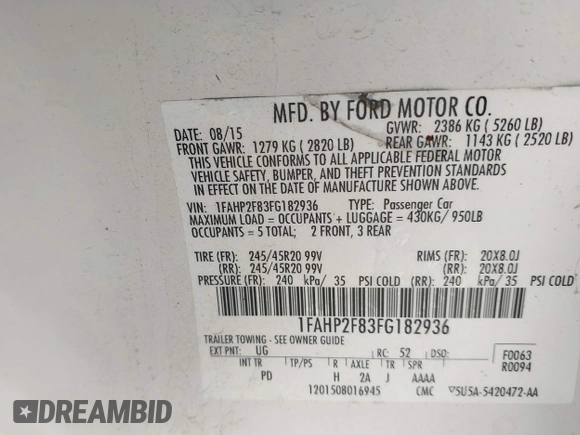 MFD. BY FORD MOTOR CO.
DATE: 08/15 GVWR: 2386 KG ( 5260 LB)
FRONT GAWR: 1279 KG ( 2820 LB) REAR GAWR: 1143 KG ( 2520 LB)
THIS VEHICLE CONFORMS TO ALL APPLICABLE FEDERAL MOTOR
VEHICLE SAFETY, BUMPER, AND THEFT PREVENTION STANDARDS
IN EFFECT ON THE DATE OF MANUFACTURE SHOWN ABOVE.
VIN: 1FAHP2F83FG182936 TYPE: Passenger Car
MAXIMUM LOAD = OCCUPANTS + LUGGAGE = 430KG/ 950LB
OCCUPANTS = 5 TOTAL; 2 FRONT, 3 REAR
TIRE (FR): 245/45R20 99V RIMS (FR): 20X8.0J
(RR): 245/45R20 99V (RR): 20X8.0J
PRESSURE (FR): 240 kPa/ 35 PSI COLD (RR): 240 kPa/ 35 PSI COLD
1FAHP2F83FG182936
TRAILER TOWING - SEE OWNER GUIDE
EXT PNT: UG RC: 52 DSO: F0063
INT TR TP/PS R AXLE TR SPR R0094
PD H 2A J AAAA
1201508016945 CMC SU5A-5420472-AA
EPICVIN.COM